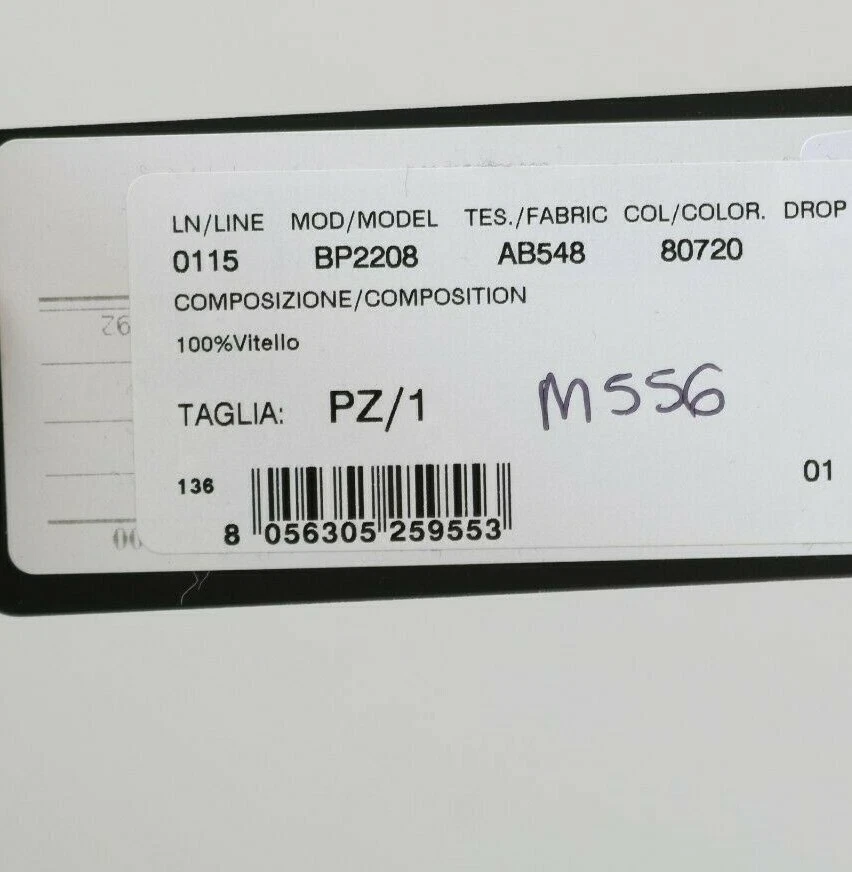 LN/LINE MOD/MODEL TES./FABRIC COL/COLOR. DROP
0115 BP2208 AB548 80720
COMPOSIZIONE/COMPOSITION
100%Vitello
TAGLIA: PZ/1 M556
136 01
8 056305 259553